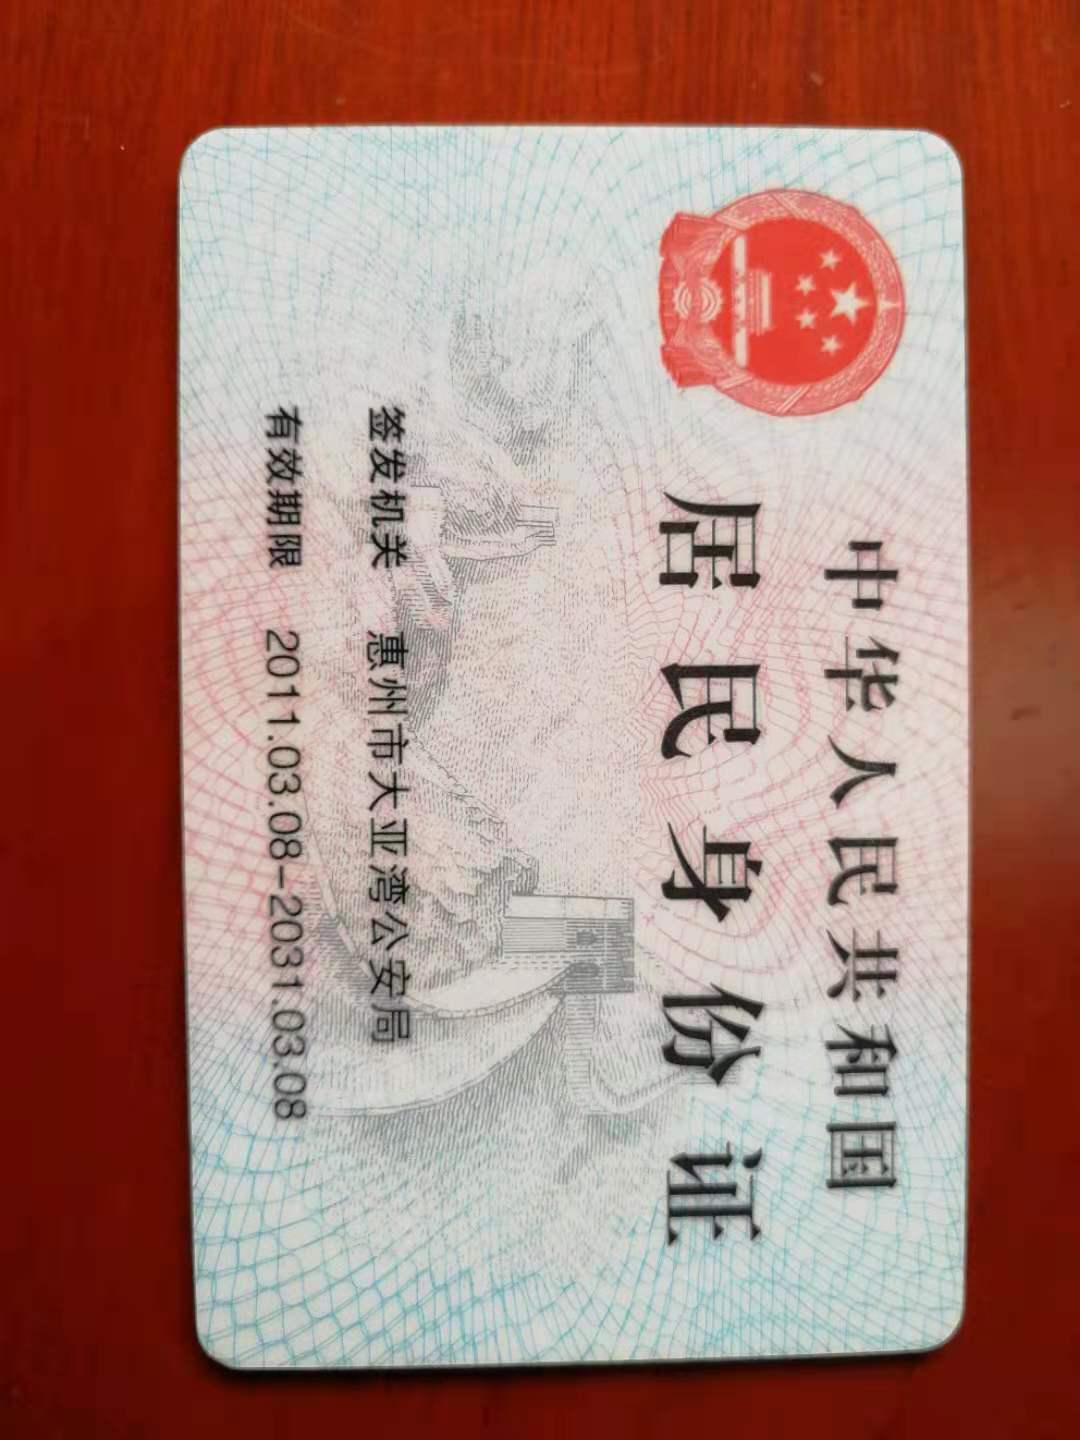 中华人民共和国
居民身份证
签发机关 惠州市大亚湾公安局
有效期限 2011.03.08-2031.03.08